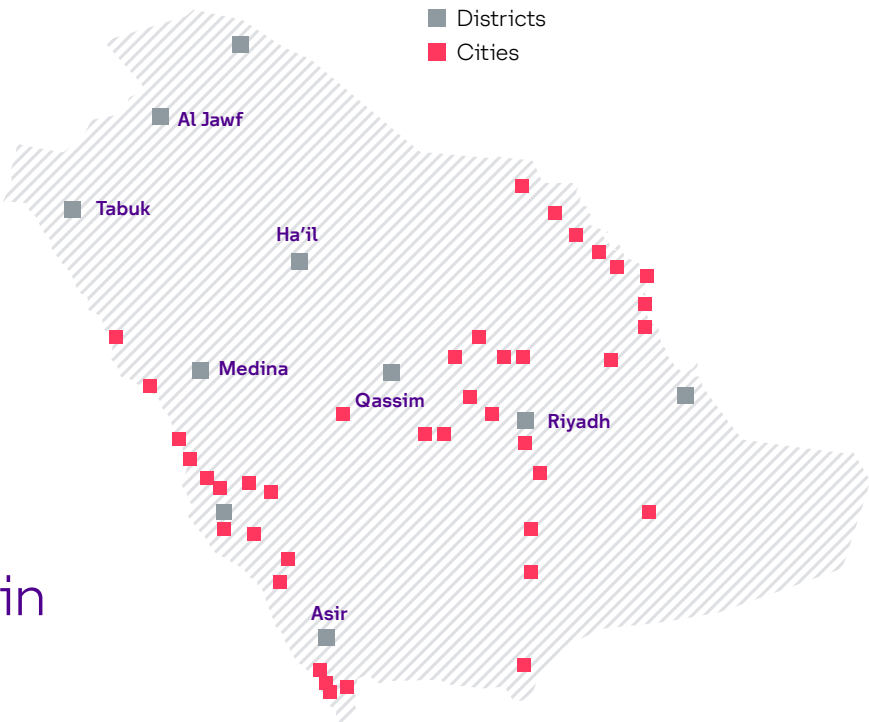 Districts
Cities
Al Jawf
Tabuk
Ha'il
Medina
Qassim
Riyadh
in
Asir